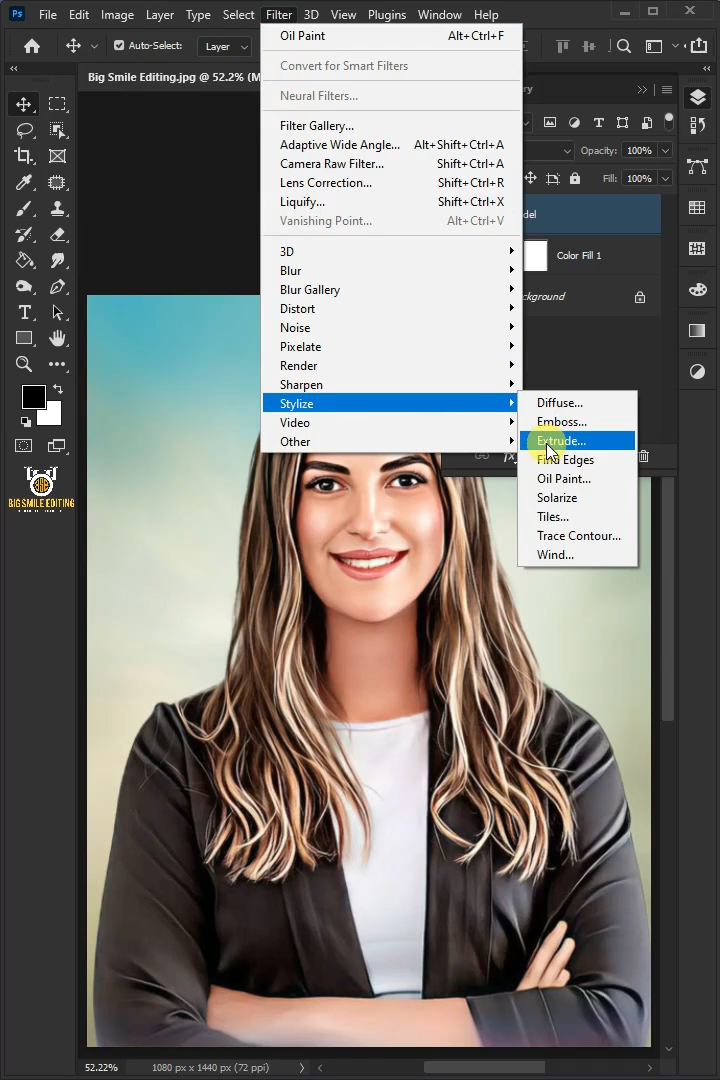 Ps File Edit Image Layer Type Select Filter 3D View Plugins Window Help
Auto-Select: Layer
Big Smile Editing.jpg @ 52.2% (M
Oil Paint Alt+Ctrl+F
Convert for Smart Filters
Neural Filters...
Filter Gallery...
Adaptive Wide Angle... Alt+Shift+Ctrl+A
Camera Raw Filter... Shift+Ctrl+A
Lens Correction... Shift+Ctrl+R
Liquify... Shift+Ctrl+X
Vanishing Point... Alt+Ctrl+V
3D
Blur
Blur Gallery
Distort
Noise
Pixelate
Render
Sharpen
Stylize
Video
Other
Diffuse...
Emboss...
Extrude...
Find Edges
Oil Paint...
Solarize
Tiles...
Trace Contour...
Wind...
ry
Opacity: 100%
Fill: 100%
del
Color Fill 1
ckground
fx
BIG SMILE EDITING
52.22% 1080 px x 1440 px (72 ppi)